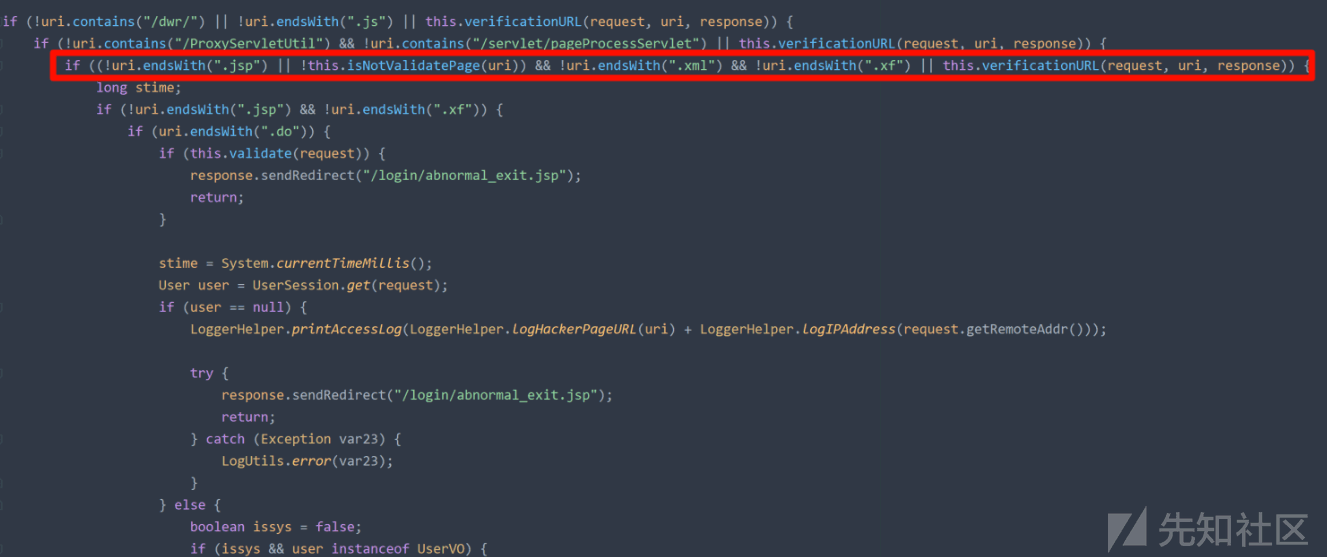 if (!uri.contains("/dwr/") || !uri.endsWith(".js") || this.verificationURL(request, uri, response)) {
if (!uri.contains("/ProxyServletUtil") && !uri.contains("/servlet/pageProcessServlet") || this.verificationURL(request, uri, response)) {
if ((!uri.endsWith(".jsp") || !this.isNotValidatePage(uri)) && !uri.endsWith(".xml") && !uri.endsWith(".xf") || this.verificationURL(request, uri, response)) {
long stime;
if (!uri.endsWith(".jsp") && !uri.endsWith(".xf")) {
if (uri.endsWith(".do")) {
if (this.validate(request)) {
response.sendRedirect("/login/abnormal_exit.jsp");
return;
}
stime = System.currentTimeMillis();
User user = UserSession.get(request);
if (user == null) {
LoggerHelper.printAccessLog(LoggerHelper.logHackerPageURL(uri) + LoggerHelper.logIPAddress(request.getRemoteAddr()));
try {
response.sendRedirect("/login/abnormal_exit.jsp");
return;
} catch (Exception var23) {
LogUtils.error(var23);
}
} else {
boolean issys = false;
if (issys && user instanceof UserVO) {
先知社区